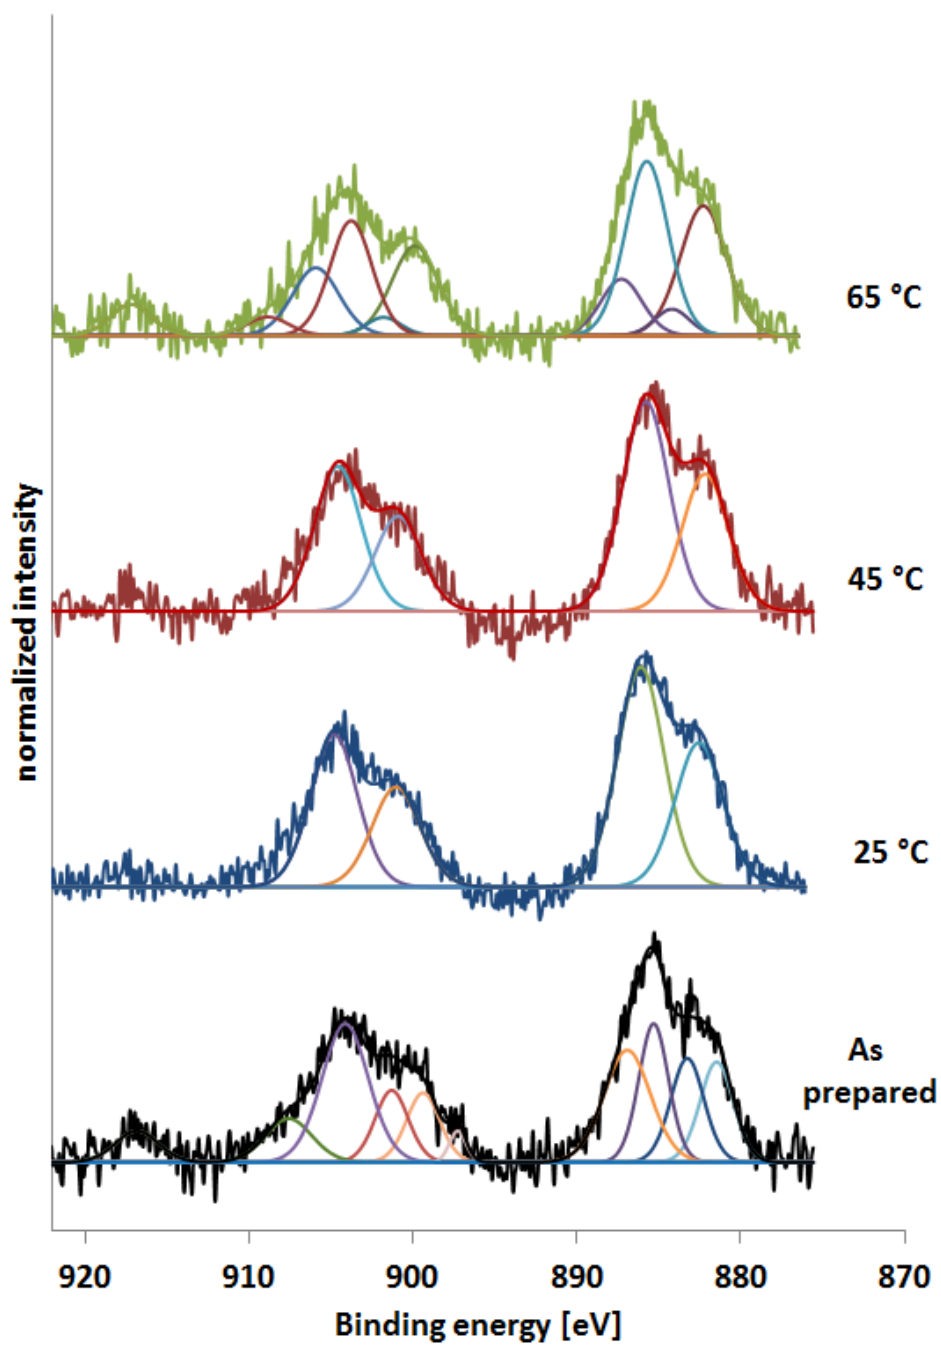 65 °C
45 °C
25 °C
As
prepared
normalized intensity
920 910 900 890 880 870
Binding energy [eV]